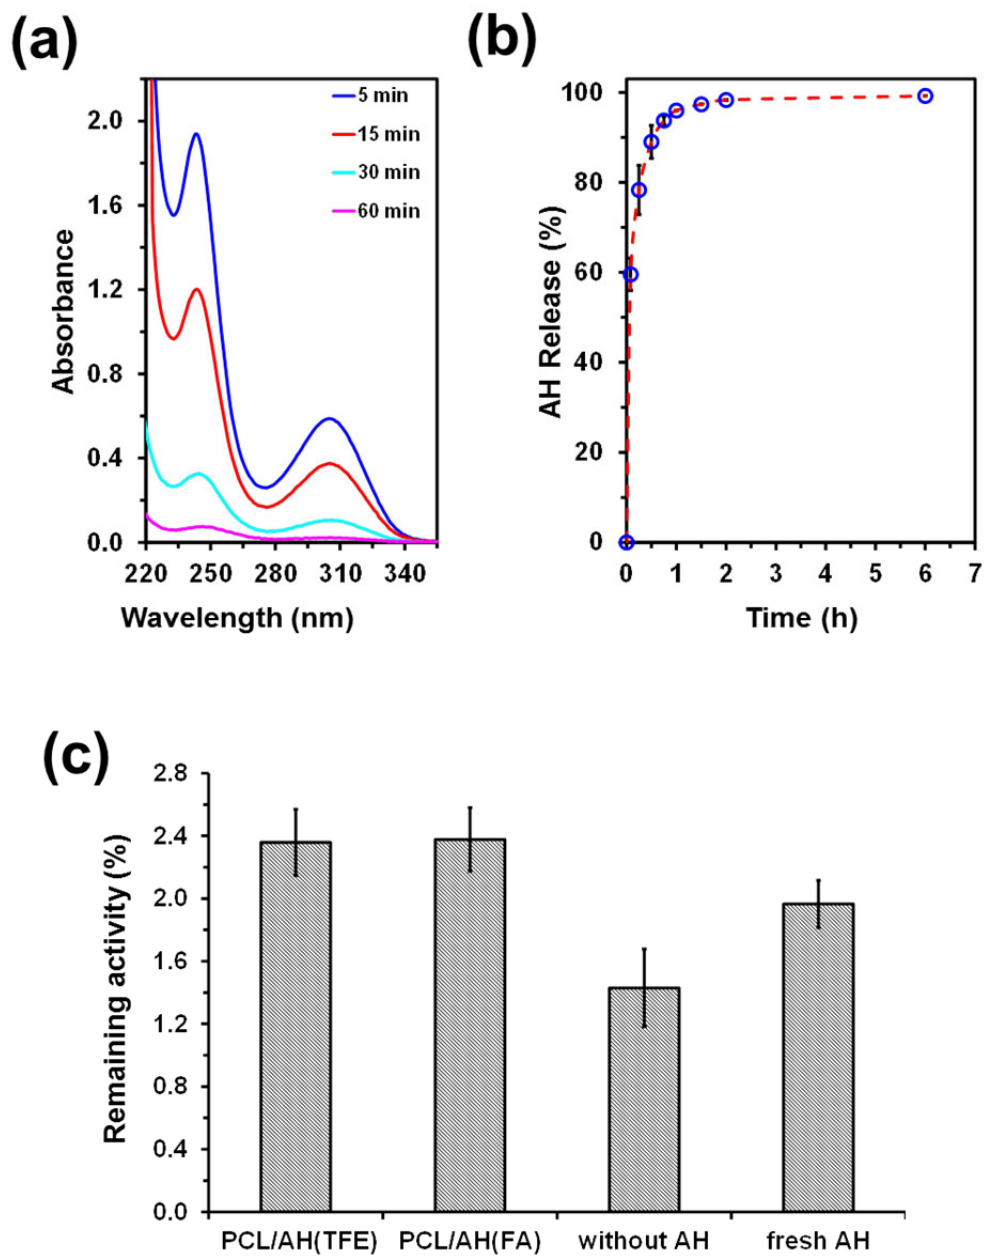 (a)
5 min
15 min
30 min
60 min
2.0
1.6
1.2
0.8
0.4
0.0
Absorbance
220 250 280 310 340
Wavelength (nm)
(b)
100
80
60
40
20
0
AH Release (%)
0 1 2 3 4 5 6 7
Time (h)
(c)
2.8
2.4
2.0
1.6
1.2
0.8
0.4
0.0
Remaining activity (%)
PCL/AH(TFE) PCL/AH(FA) without AH fresh AH